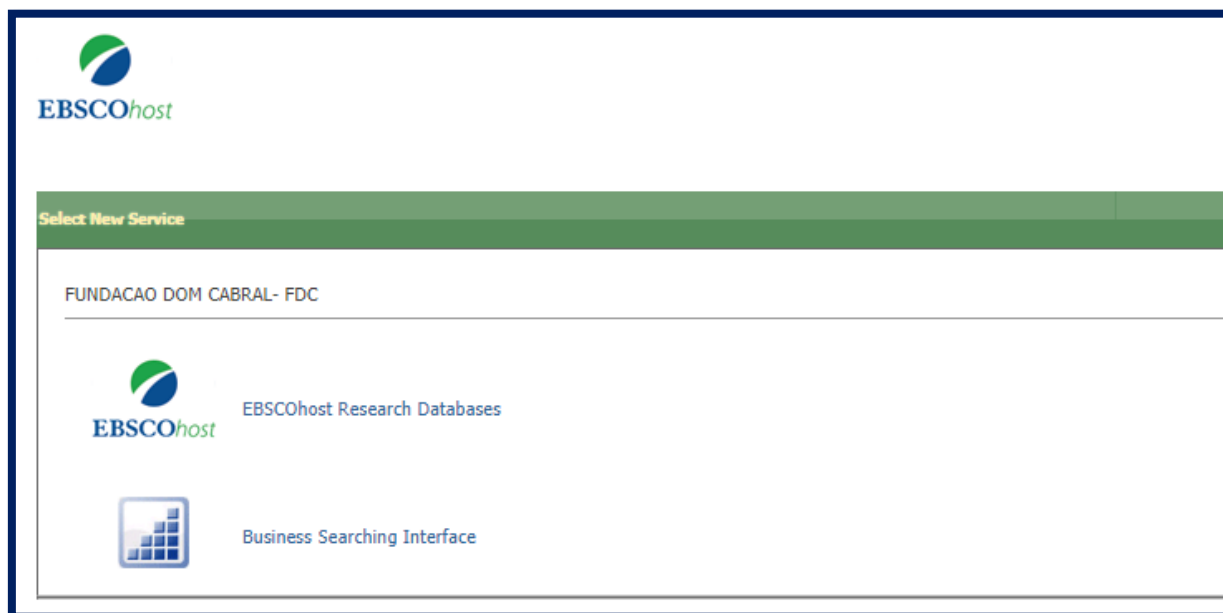 EBSCOhost
Select New Service
FUNDACAO DOM CABRAL- FDC
EBSCOhost
EBSCOhost Research Databases
Business Searching Interface